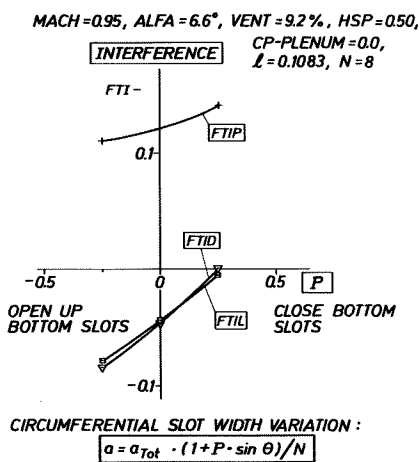 MACH = 0.95, ALFA = 6.6°, VENT = 9.2 %, HSP = 0.50,
CP-PLENUM = 0.0,
ℓ = 0.1083, N = 8
INTERFERENCE
FTI –
FTIP
0.1
FTID
-0.5
0
0.5
P
FTIL
OPEN UP
BOTTOM SLOTS
CLOSE BOTTOM
SLOTS
-0.1
CIRCUMFERENTIAL SLOT WIDTH VARIATION :
a = a_Tot · (1 + P · sin θ)/N